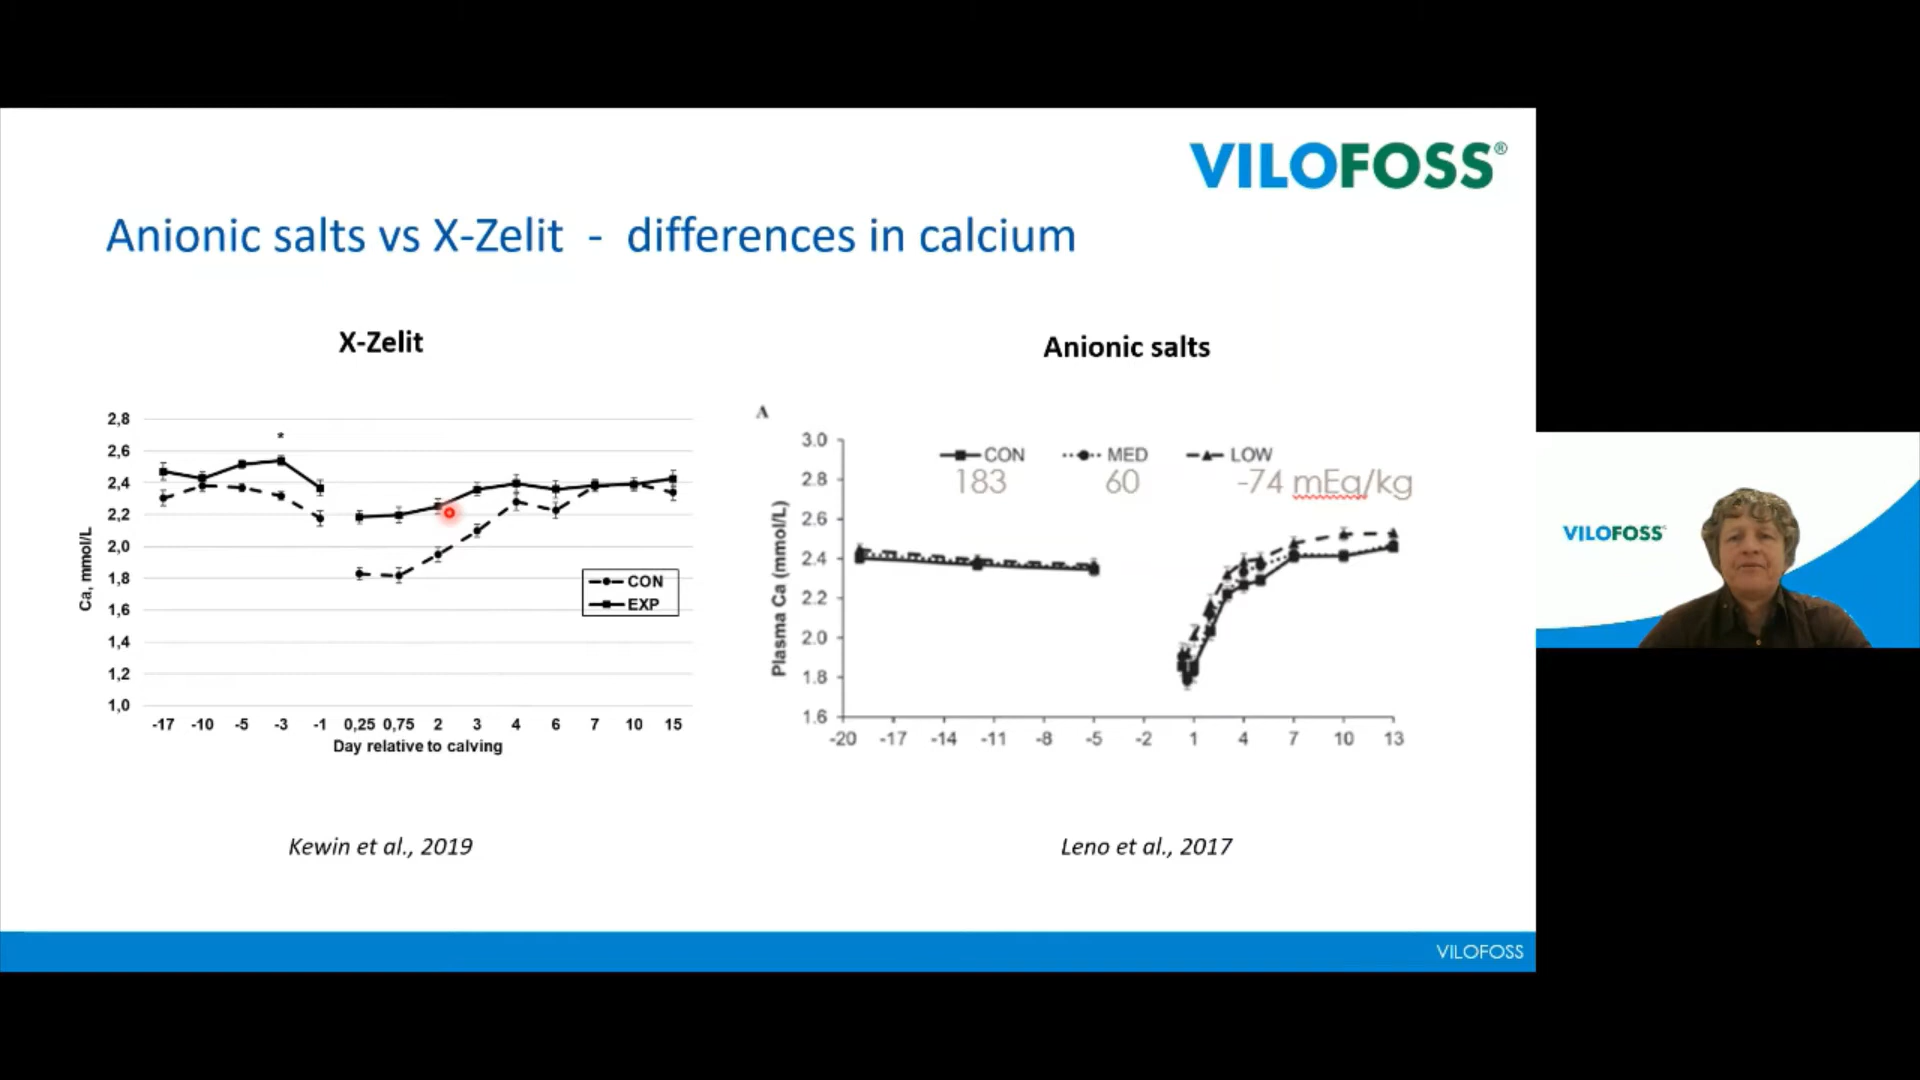 VILOFOSS®
Anionic salts vs X-Zelit - differences in calcium
X-Zelit
Anionic salts
Ca, mmol/L
2,8
2,6
2,4
2,2
2,0
1,8
1,6
1,4
1,2
1,0
*
CON
EXP
-17 -10 -5 -3 -1 0,25 0,75 2 3 4 6 7 10 15
Day relative to calving
A
Plasma Ca (mmol/L)
3.0
2.8
2.6
2.4
2.2
2.0
1.8
1.6
CON MED LOW
183 60 -74 mEq/kg
-20 -17 -14 -11 -8 -5 -2 1 4 7 10 13
Kewin et al., 2019
Leno et al., 2017
VILOFOSS
VILOFOSS